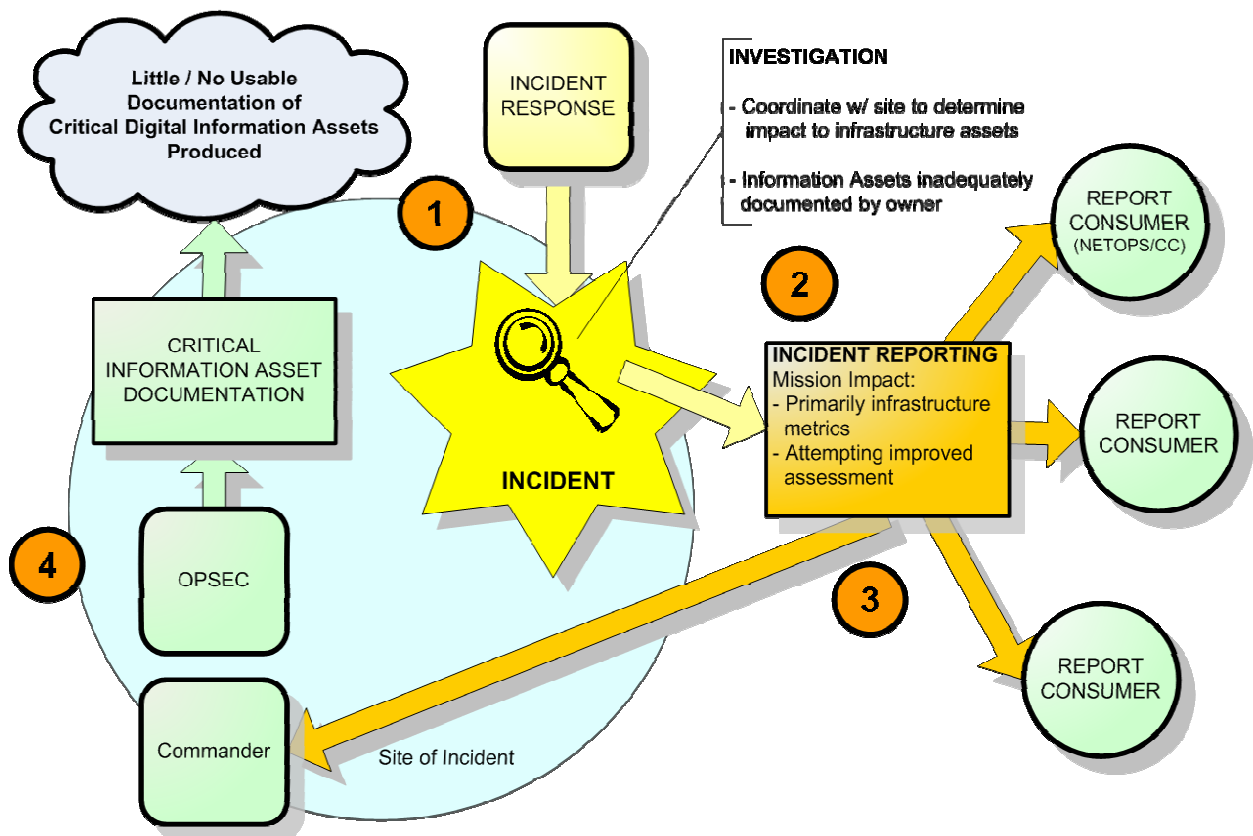 Little / No Usable
Documentation of
Critical Digital Information Assets
Produced
INCIDENT
RESPONSE
INVESTIGATION
- Coordinate w/ site to determine
impact to infrastructure assets
- Information Assets inadequately
documented by owner
1
2
REPORT
CONSUMER
(NETOPS/CC)
CRITICAL
INFORMATION ASSET
DOCUMENTATION
INCIDENT
INCIDENT REPORTING
Mission Impact:
- Primarily infrastructure
metrics
- Attempting improved
assessment
REPORT
CONSUMER
4
OPSEC
3
REPORT
CONSUMER
Commander
Site of Incident